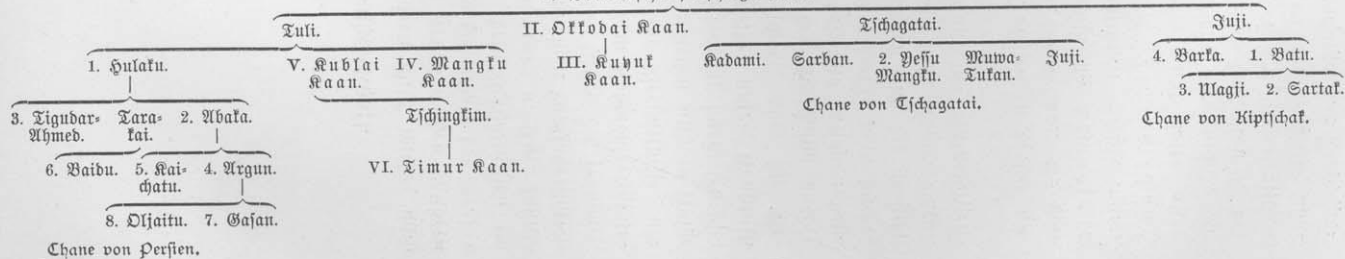 Tuli. II. Okkodai Kaan. Tschagatai. Juji.
1. Hulaku. V. Kublai Kaan. IV. Mangku Kaan. III. Kuyuk Kaan. Kadami. Sarban. 2. Yessu Mangku. Muwa-Tukan. Juji. 4. Barka. 1. Batu.
3. Ulagji. 2. Sartak.
Chane von Tschagatai.
Chane von Kiptschak.
3. Tigudar-Ahmed. Tara-kai. 2. Abaka. Tschingkim.
6. Baidu. 5. Kai-chatu. 4. Argun. VI. Timur Kaan.
8. Oljaitu. 7. Gasan.
Chane von Persien.